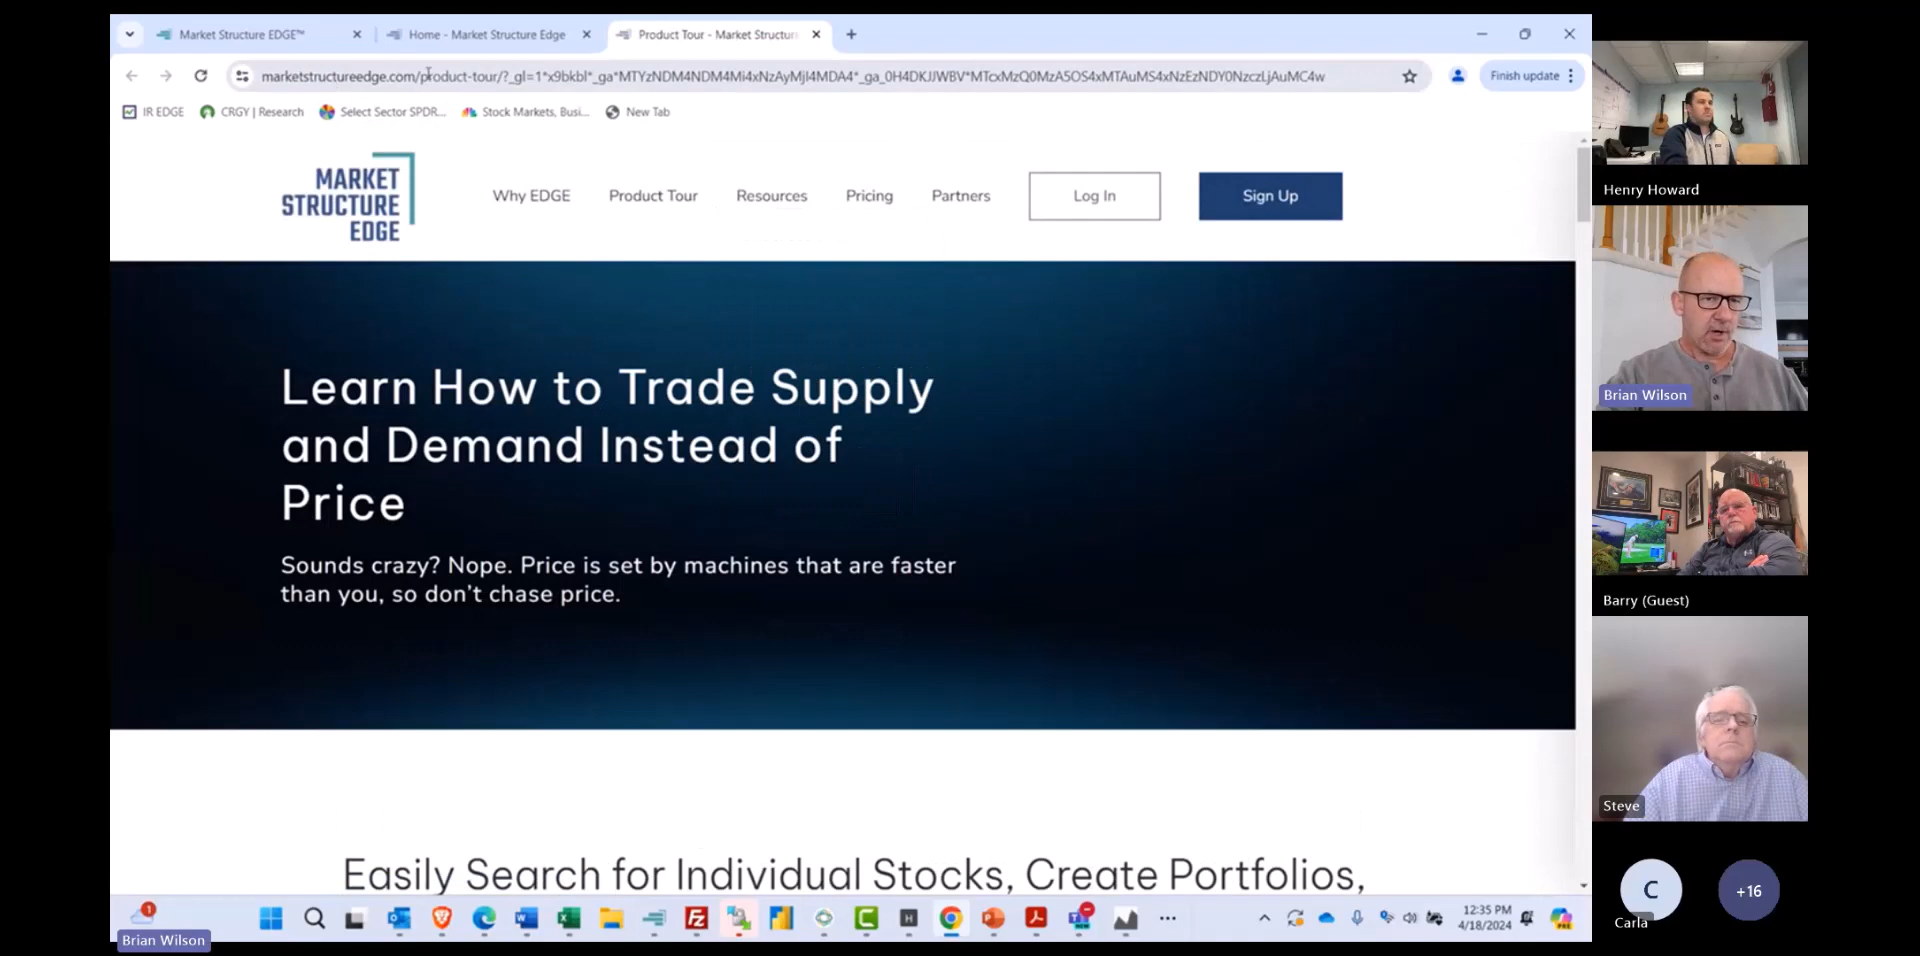 Market Structure EDGE™
Home - Market Structure Edge
Product Tour - Market Structur
marketstructureedge.com/product-tour/?_gl=1*x9bkbl*_ga*
Finish update
IR EDGE
CRGY | Research
Select Sector SPDR...
Stock Markets, Busi...
New Tab
MARKET
STRUCTURE
EDGE
Why EDGE
Product Tour
Resources
Pricing
Partners
Log In
Sign Up
Learn How to Trade Supply
and Demand Instead of
Price
Sounds crazy? Nope. Price is set by machines that are faster
than you, so don't chase price.
Easily Search for Individual Stocks, Create Portfolios,
12:35 PM
4/18/2024
Brian Wilson
Henry Howard
Brian Wilson
Barry (Guest)
Steve
C
Carla
+16